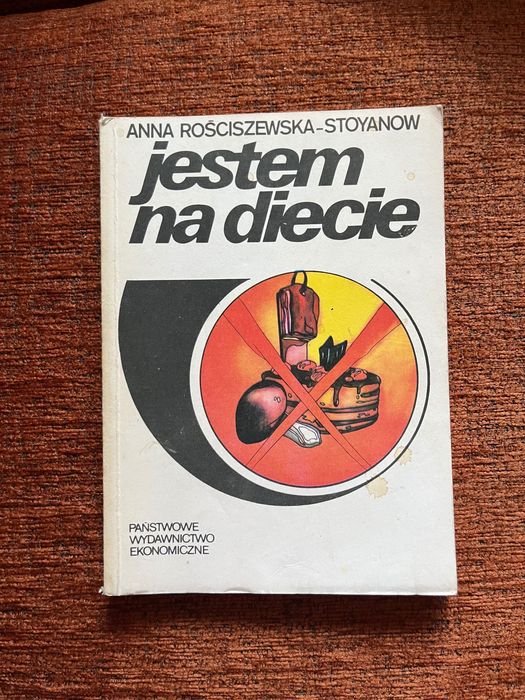 ANNA ROŚCISZEWSKA-STOYANOW
jestem
na diecie
PAŃSTWOWE
WYDAWNICTWO
EKONOMICZNE